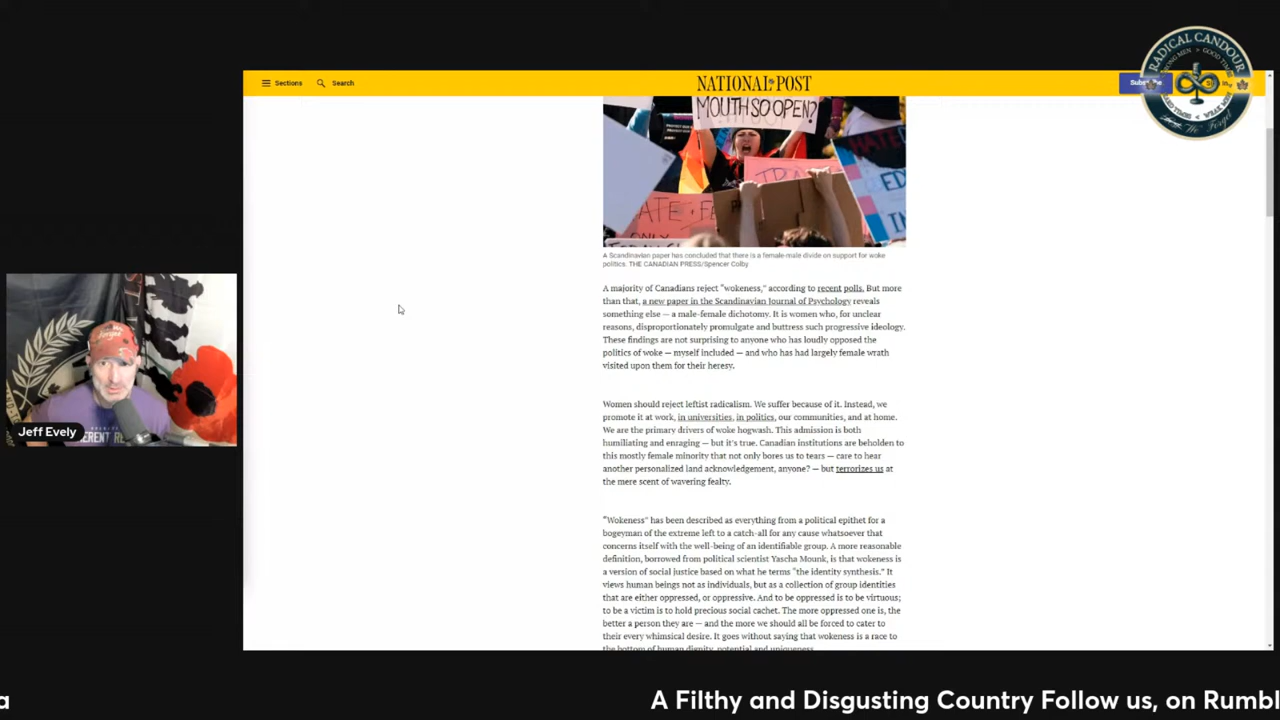 RADICAL CANDOUR
Sections
Search
NATIONAL POST
MOUTH SO OPEN?
HATE
A Scandinavian paper has concluded that there is a female-male divide on support for woke
politics. THE CANADIAN PRESS/Spencer Colby
A majority of Canadians reject "wokeness," according to recent polls. But more
than that, a new paper in the Scandinavian Journal of Psychology reveals
something else — a male-female dichotomy. It is women who, for unclear
reasons, disproportionately promulgate and buttress such progressive ideology.
These findings are not surprising to anyone who has loudly opposed the
politics of woke — myself included — and who has had largely female wrath
visited upon them for their heresy.
Women should reject leftist radicalism. We suffer because of it. Instead, we
promote it at work, in universities, in politics, our communities, and at home.
We are the primary drivers of woke hogwash. This admission is both
humiliating and enraging — but it's true. Canadian institutions are beholden to
this mostly female minority that not only bores us to tears — care to hear
another personalized land acknowledgement, anyone? — but terrorizes us at
the mere scent of wavering fealty.
"Wokeness" has been described as everything from a political epithet for a
bogeyman of the extreme left to a catch-all for any cause whatsoever that
concerns itself with the well-being of an identifiable group. A more reasonable
definition, borrowed from political scientist Yascha Mounk, is that wokeness is
a version of social justice based on what he terms "the identity synthesis." It
views human beings not as individuals, but as a collection of group identities
that are either oppressed, or oppressive. And to be oppressed is to be virtuous;
to be a victim is to hold precious social cachet. The more oppressed one is, the
better a person they are — and the more we should all be forced to cater to
their every whimsical desire. It goes without saying that wokeness is a race to
the bottom of human dignity, potential and uniqueness.
Jeff Evely
a
A Filthy and Disgusting Country Follow us, on Rumbl